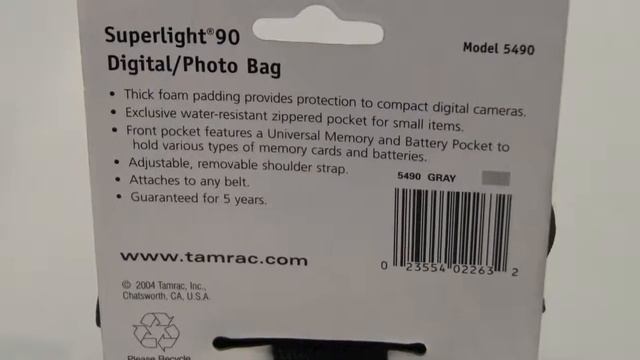 Superlight®90
Model 5490
Digital/Photo Bag
• Thick foam padding provides protection to compact digital cameras.
• Exclusive water-resistant zippered pocket for small items.
• Front pocket features a Universal Memory and Battery Pocket to
hold various types of memory cards and batteries.
• Adjustable, removable shoulder strap.
• Attaches to any belt.
• Guaranteed for 5 years.
5490 GRAY
www.tamrac.com
0 23554 02263 2
© 2004 Tamrac, Inc.,
Chatsworth, CA, U.S.A.
Please Recycle